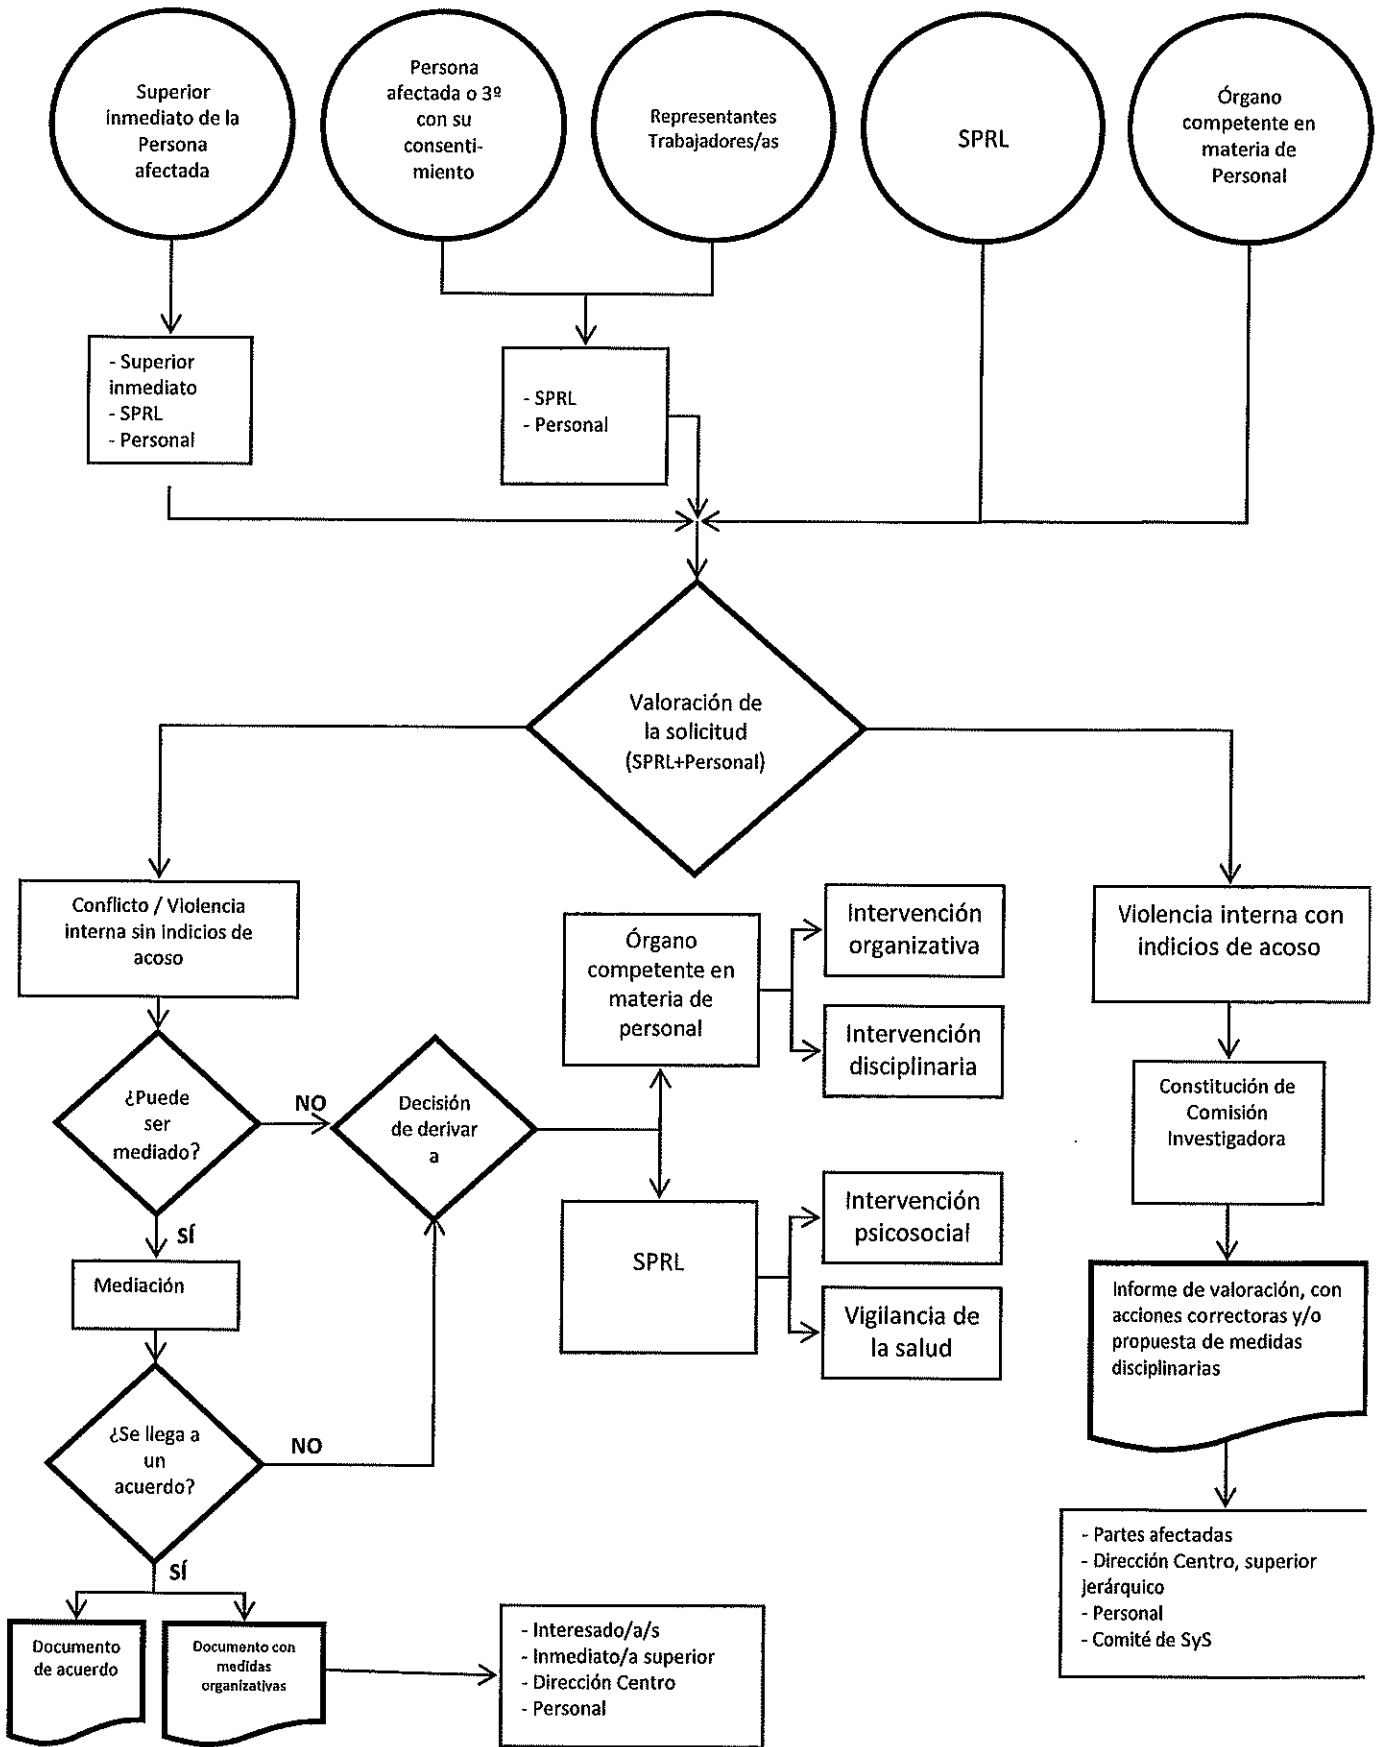 Superior
inmediato de la
Persona
afectada
Persona
afectada o 3º
con su
consenti-
miento
Representantes
Trabajadores/as
SPRL
Órgano
competente en
materia de
Personal
- Superior
inmediato
- SPRL
- Personal
- SPRL
- Personal
Valoración de
la solicitud
(SPRL+Personal)
Conflicto / Violencia
interna sin indicios de
acoso
Órgano
competente en
materia de
personal
Intervención
organizativa
Intervención
disciplinaria
Violencia interna con
indicios de acoso
¿Puede
ser
mediado?
NO
Decisión
de derivar
a
Constitución de
Comisión
Investigadora
SÍ
Mediación
SPRL
Intervención
psicosocial
Vigilancia de
la salud
Informe de valoración, con
acciones correctoras y/o
propuesta de medidas
disciplinarias
¿Se llega a
un
acuerdo?
NO
SÍ
- Partes afectadas
- Dirección Centro, superior
jerárquico
- Personal
- Comité de SyS
Documento
de acuerdo
Documento con
medidas
organizativas
- Interesado/a/s
- Inmediato/a superior
- Dirección Centro
- Personal